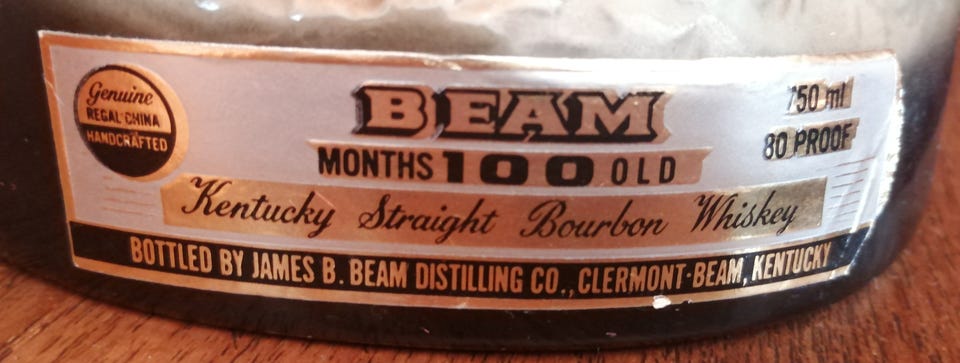 Genuine
REGAL CHINA
HANDCRAFTED
BEAM
750 ml
80 PROOF
MONTHS 100 OLD
Kentucky Straight Bourbon Whiskey
BOTTLED BY JAMES B. BEAM DISTILLING CO., CLERMONT·BEAM, KENTUCKY